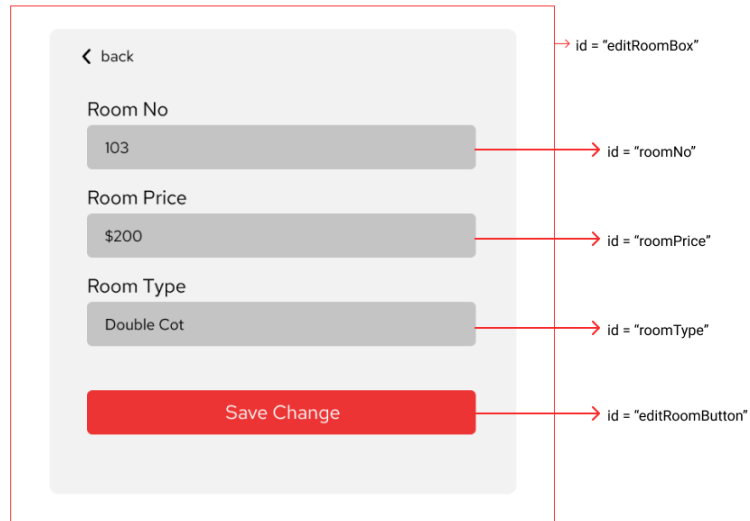 back
id = “editRoomBox”
Room No
103
id = “roomNo”
Room Price
$200
id = “roomPrice”
Room Type
Double Cot
id = “roomType”
Save Change
id = “editRoomButton”